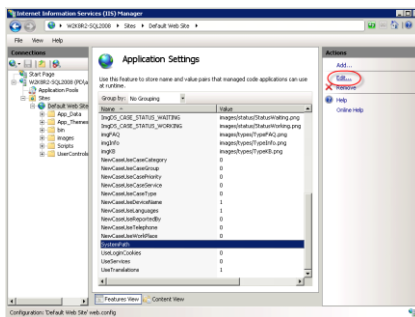 Internet Information Services (IIS) Manager
W2K8R2-SQL2008 ▸ Sites ▸ Default Web Site ▸
File View Help
Connections
Start Page
W2K8R2-SQL2008
Application Pools
Sites
Default Web Site
App_Data
App_Themes
bin
images
Scripts
UserControls
Application Settings
Use this feature to store name and value pairs that managed code applications can use
at runtime.
Group by: No Grouping
Name Value
ImgDS_CASE_STATUS_WAITING images/status/StatusWaiting.png
ImgDS_CASE_STATUS_WORKING images/status/StatusWorking.png
imgFAQ images/types/TypeFAQ.png
imgInfo images/types/TypeInfo.png
imgKB images/types/TypeKB.png
NewCaseUseCaseCategory 0
NewCaseUseCaseGroup 0
NewCaseUseCasePriority 0
NewCaseUseCaseService 0
NewCaseUseCaseType 0
NewCaseUseDeviceName 1
NewCaseUseLanguages 1
NewCaseUseReportedBy 0
NewCaseUseTelephone 0
NewCaseUseWorkPlace 0
SystemPath
UseLoginCookies 0
UseServices 0
UseTranslations 1
Features View Content View
Actions
Add...
Edit...
Remove
Help
Online Help
Configuration: 'Default Web Site' web.config